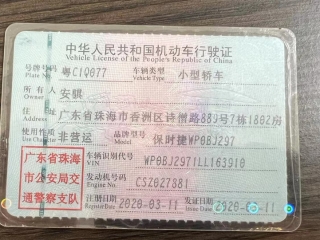 中华人民共和国机动车行驶证
Vehicle License of the People's Republic of China
号牌号码 粤C1Q077 车辆类型 小型轿车
Plate No. Vehicle Type
所有人 安骐
Owner
住址 广东省珠海市香洲区诗僧路889号7栋1802房
Address
使用性质 非营运 品牌型号 保时捷WP0BJ297
Model
广东省珠海 车辆识别代号 WP0BJ2971LL163910
VIN
市公安局交 发动机号码 CSZ027881
Engine No.
通警察支队 注册日期 2020-03-11 发证日期 2020-03-11
Register Date Issue Date